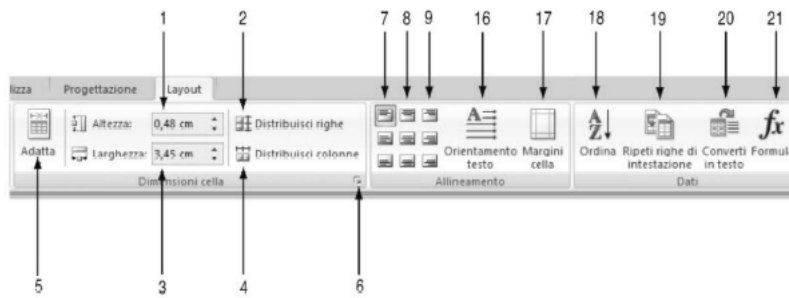 1 2 7 8 9 16 17 18 19 20 21
lizza Progettazione Layout
Altezza: 0,48 cm Distribuisci righe
Adatta Larghezza: 3,45 cm Distribuisci colonne
Orientamento Margini Ordina Ripeti righe di Converti Formula
testo cella intestazione in testo
Dimensioni cella Allineamento Dati
5 3 4 6